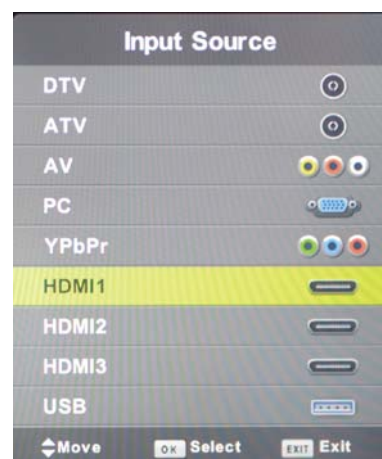 Input Source
DTV
ATV
AV
PC
YPbPr
HDMI1
HDMI2
HDMI3
USB
Move OK Select EXIT Exit